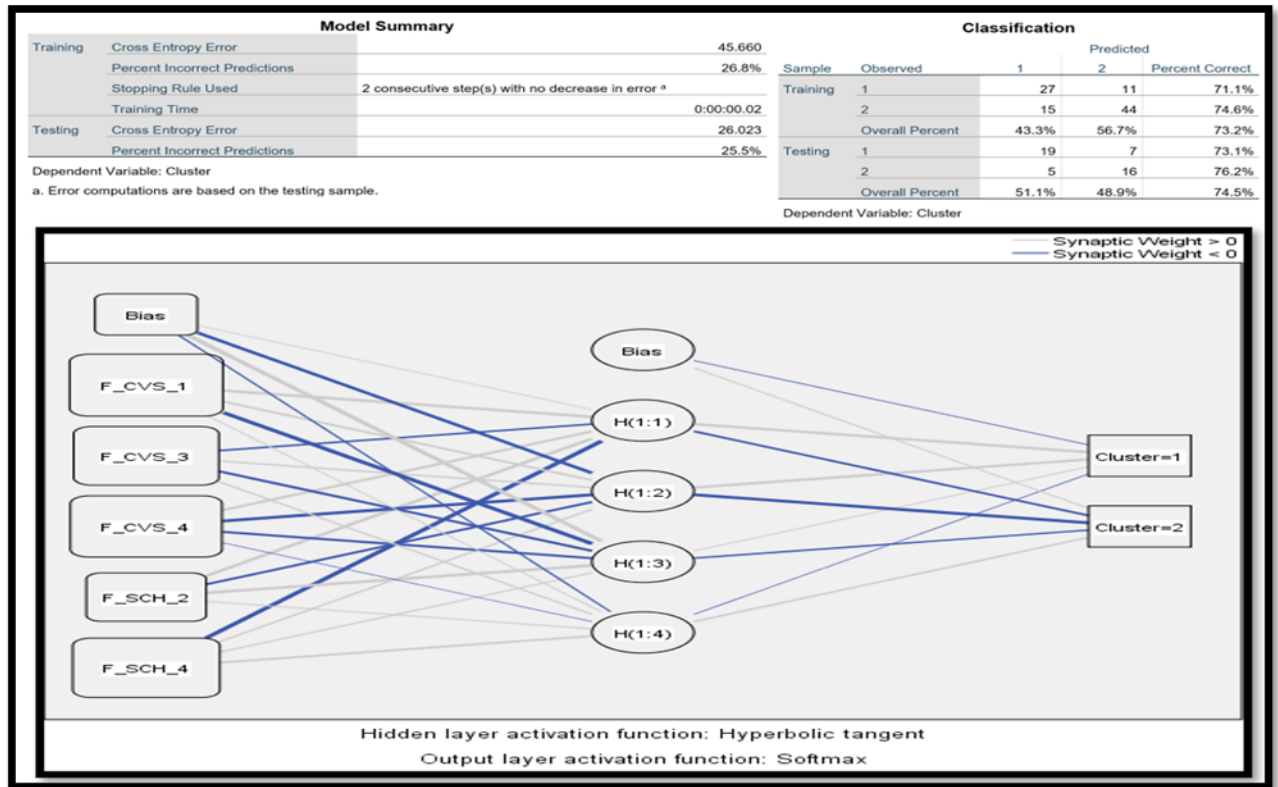 Model Summary
Training Cross Entropy Error 45.660
Percent Incorrect Predictions 26.8%
Stopping Rule Used 2 consecutive step(s) with no decrease in error a
Training Time 0:00:00.02
Testing Cross Entropy Error 26.023
Percent Incorrect Predictions 25.5%
Dependent Variable: Cluster
a. Error computations are based on the testing sample.
Classification
Predicted
Sample Observed 1 2 Percent Correct
Training 1 27 11 71.1%
2 15 44 74.6%
Overall Percent 43.3% 56.7% 73.2%
Testing 1 19 7 73.1%
2 5 16 76.2%
Overall Percent 51.1% 48.9% 74.5%
Dependent Variable: Cluster
Synaptic Weight > 0
Synaptic Weight < 0
Bias
F_CVS_1
F_CVS_3
F_CVS_4
F_SCH_2
F_SCH_4
Bias
H(1:1)
H(1:2)
H(1:3)
H(1:4)
Cluster=1
Cluster=2
Hidden layer activation function: Hyperbolic tangent
Output layer activation function: Softmax